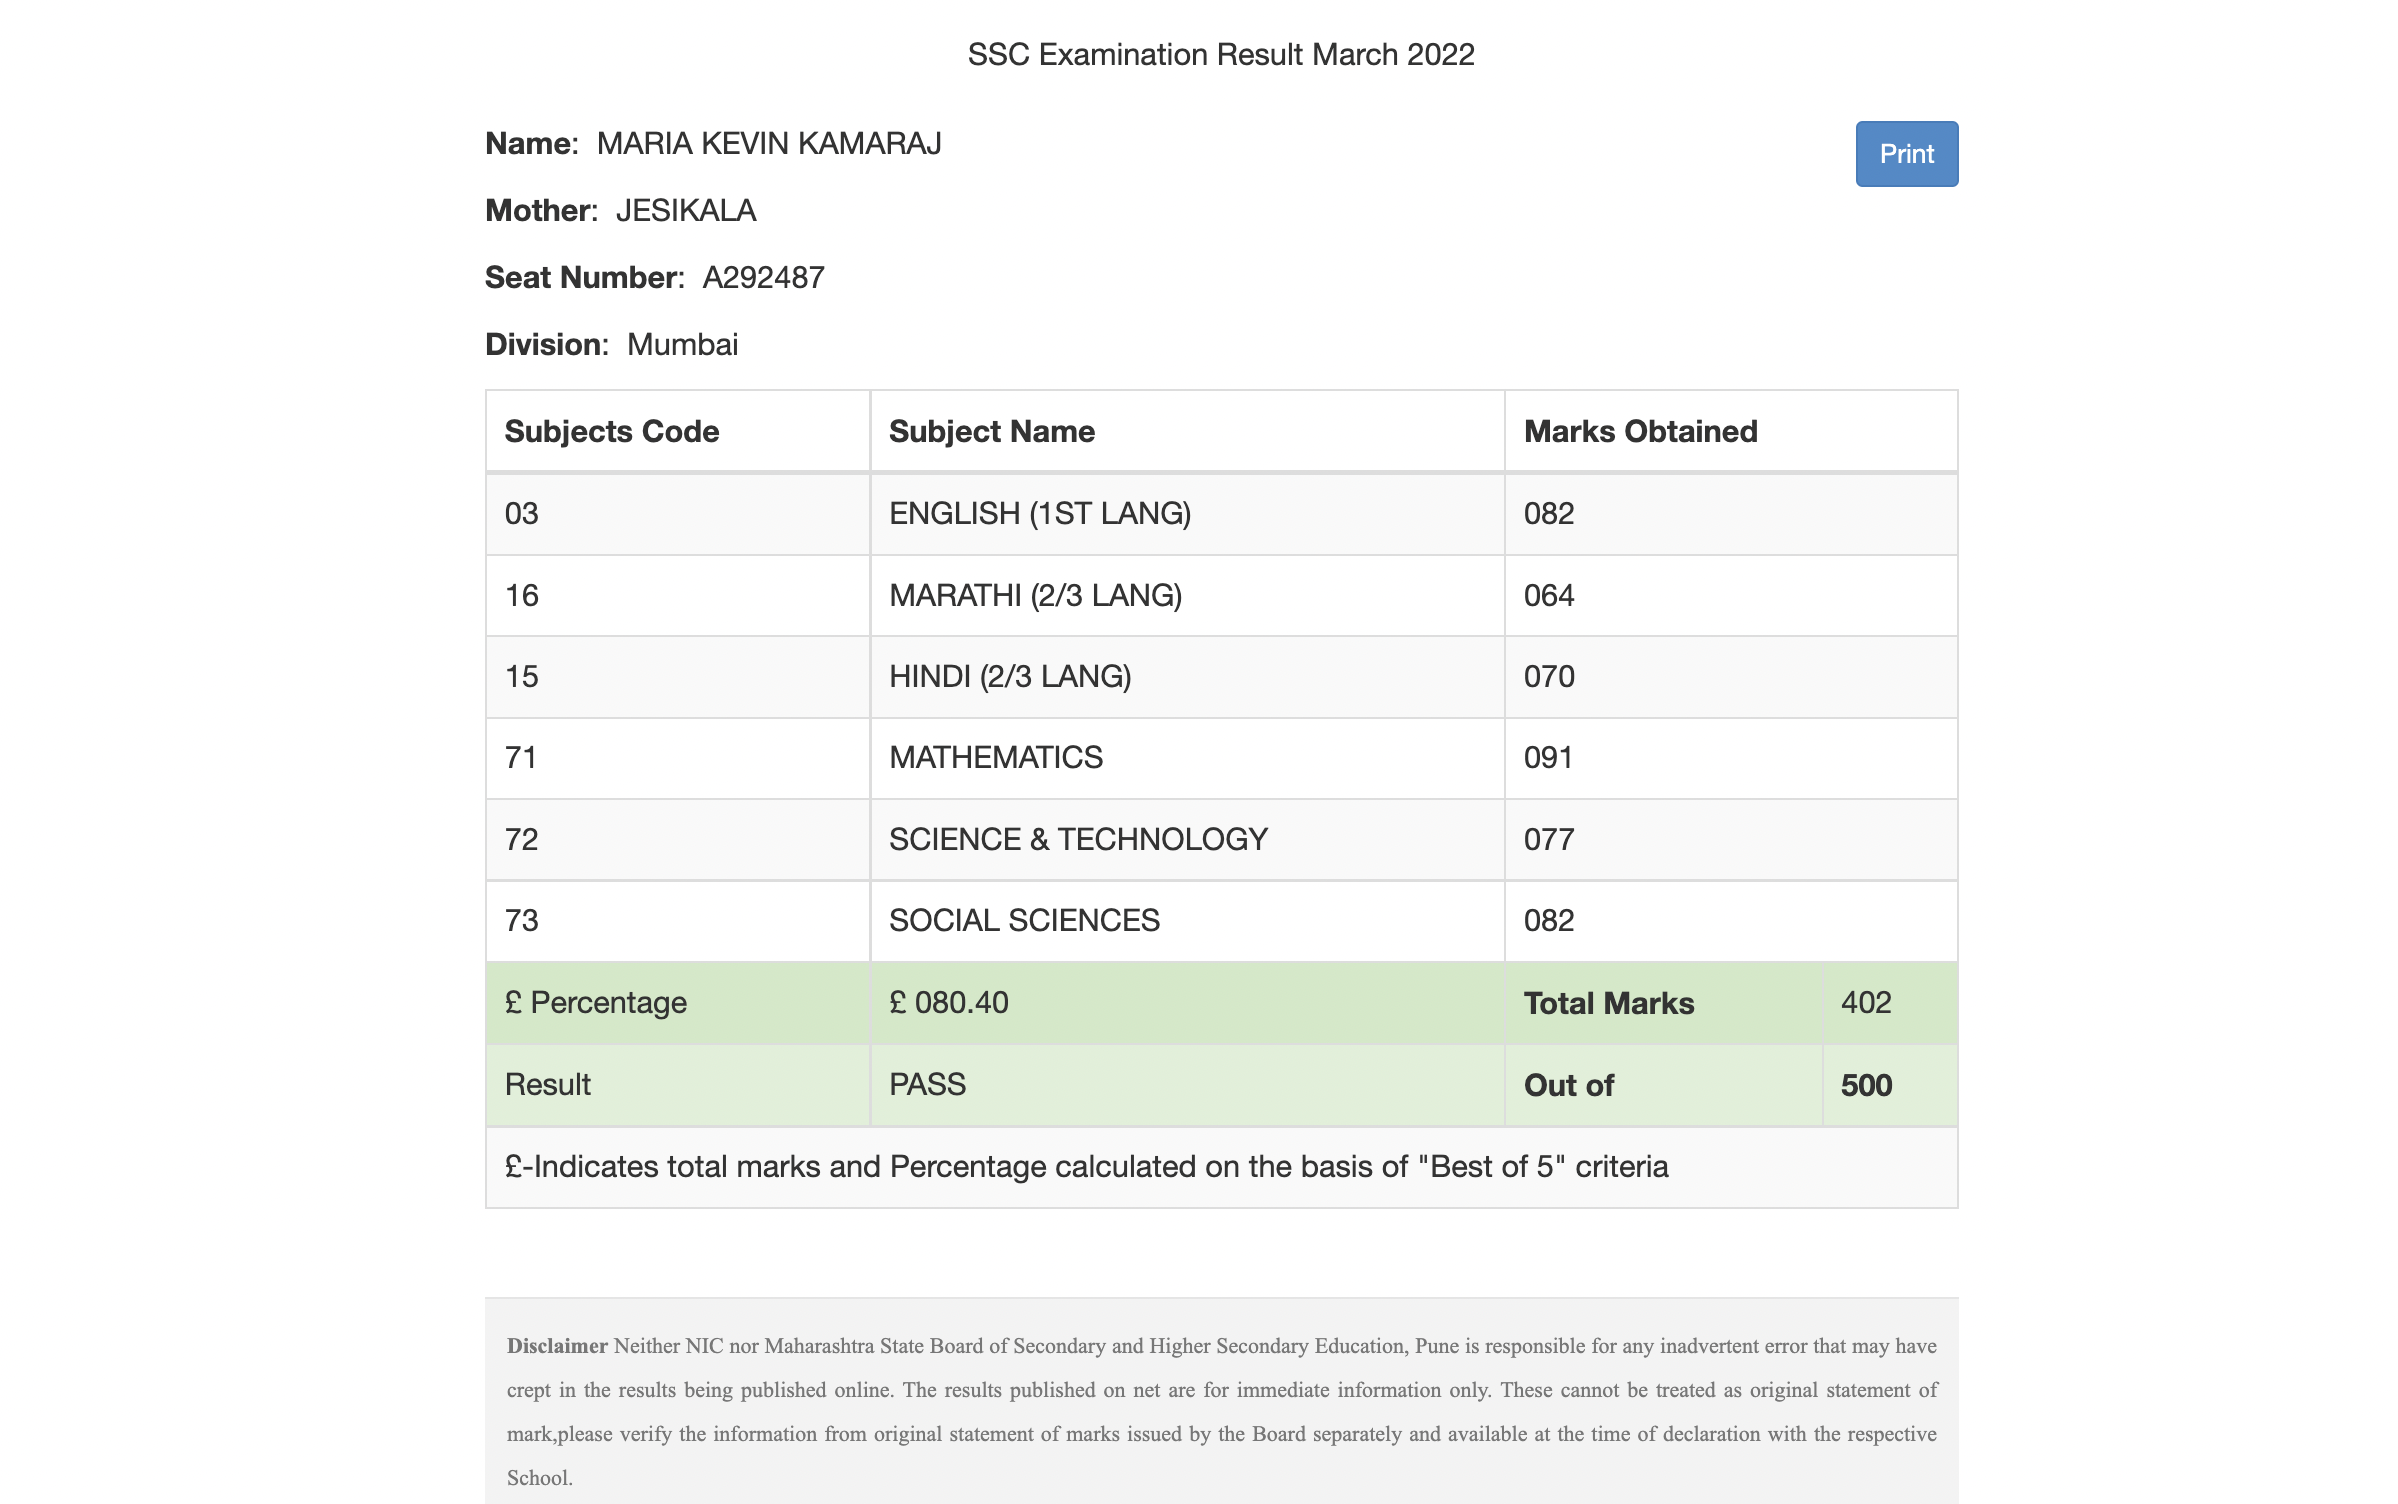 SSC Examination Result March 2022
Name: MARIA KEVIN KAMARAJ
Print
Mother: JESIKALA
Seat Number: A292487
Division: Mumbai
Subjects Code Subject Name Marks Obtained
03 ENGLISH (1ST LANG) 082
16 MARATHI (2/3 LANG) 064
15 HINDI (2/3 LANG) 070
71 MATHEMATICS 091
72 SCIENCE & TECHNOLOGY 077
73 SOCIAL SCIENCES 082
£ Percentage £ 080.40 Total Marks 402
Result PASS Out of 500
£-Indicates total marks and Percentage calculated on the basis of "Best of 5" criteria
Disclaimer Neither NIC nor Maharashtra State Board of Secondary and Higher Secondary Education, Pune is responsible for any inadvertent error that may have
crept in the results being published online. The results published on net are for immediate information only. These cannot be treated as original statement of
mark,please verify the information from original statement of marks issued by the Board separately and available at the time of declaration with the respective
School.